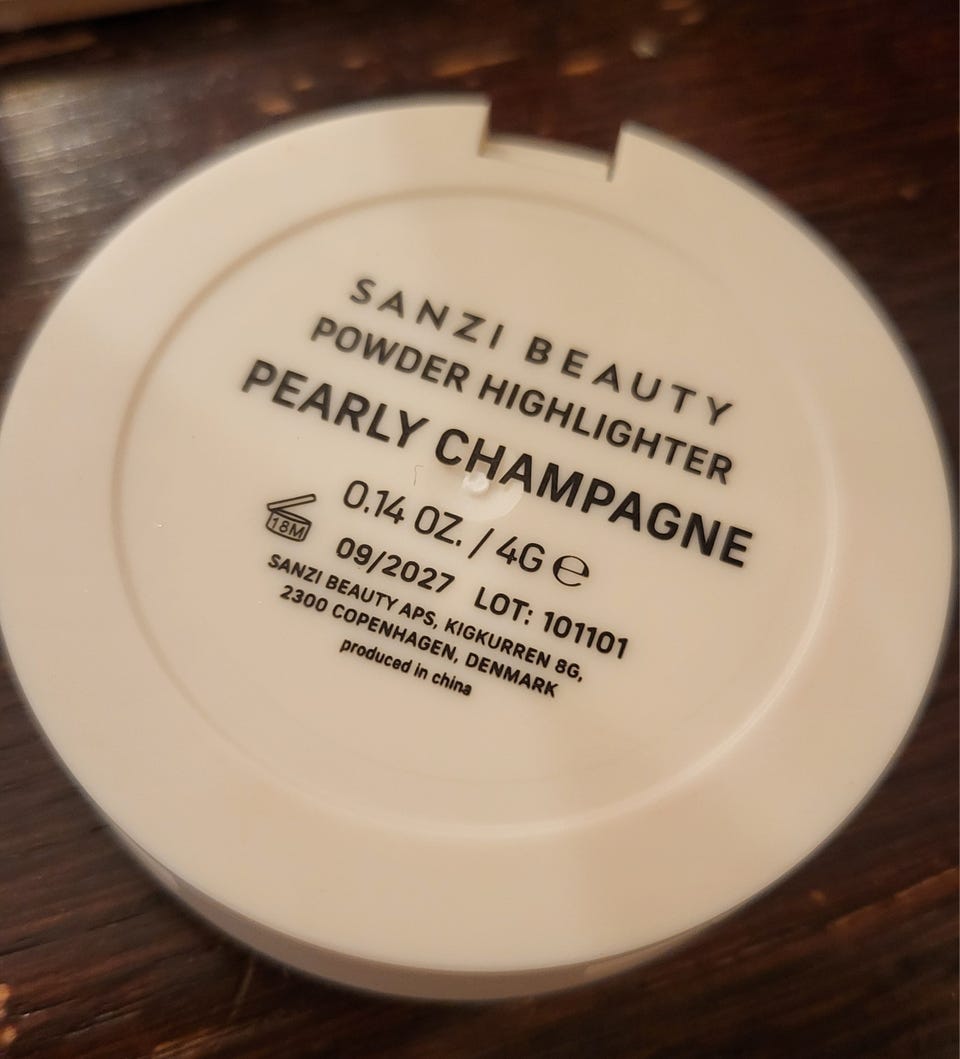 SANZI BEAUTY
POWDER HIGHLIGHTER
PEARLY CHAMPAGNE
0.14 OZ. / 4G ℮
18M
09/2027 LOT: 101101
SANZI BEAUTY APS, KIGKURREN 8G,
2300 COPENHAGEN, DENMARK
produced in china